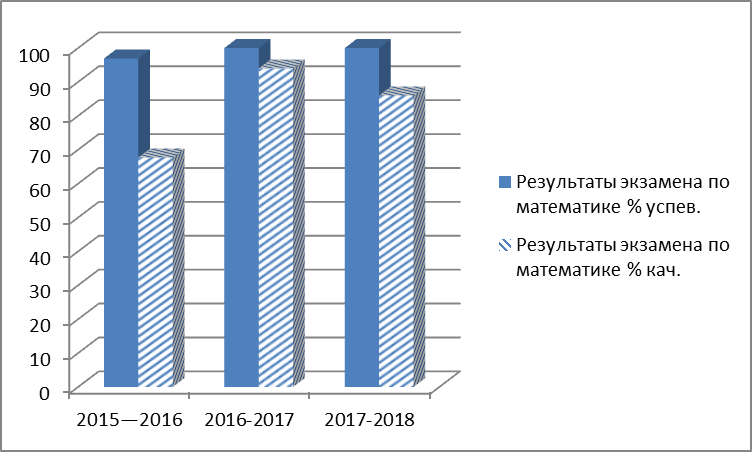 100
90
80
70
60
50
40
30
20
10
0
2015—2016 2016-2017 2017-2018
Результаты экзамена по
математике % успев.
Результаты экзамена по
математике % кач.